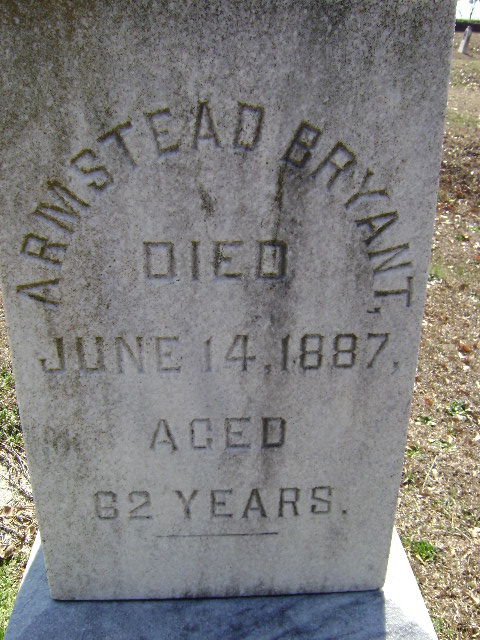 ARMSTEAD BRYANT,
DIED
JUNE 14, 1887,
AGED
62 YEARS.